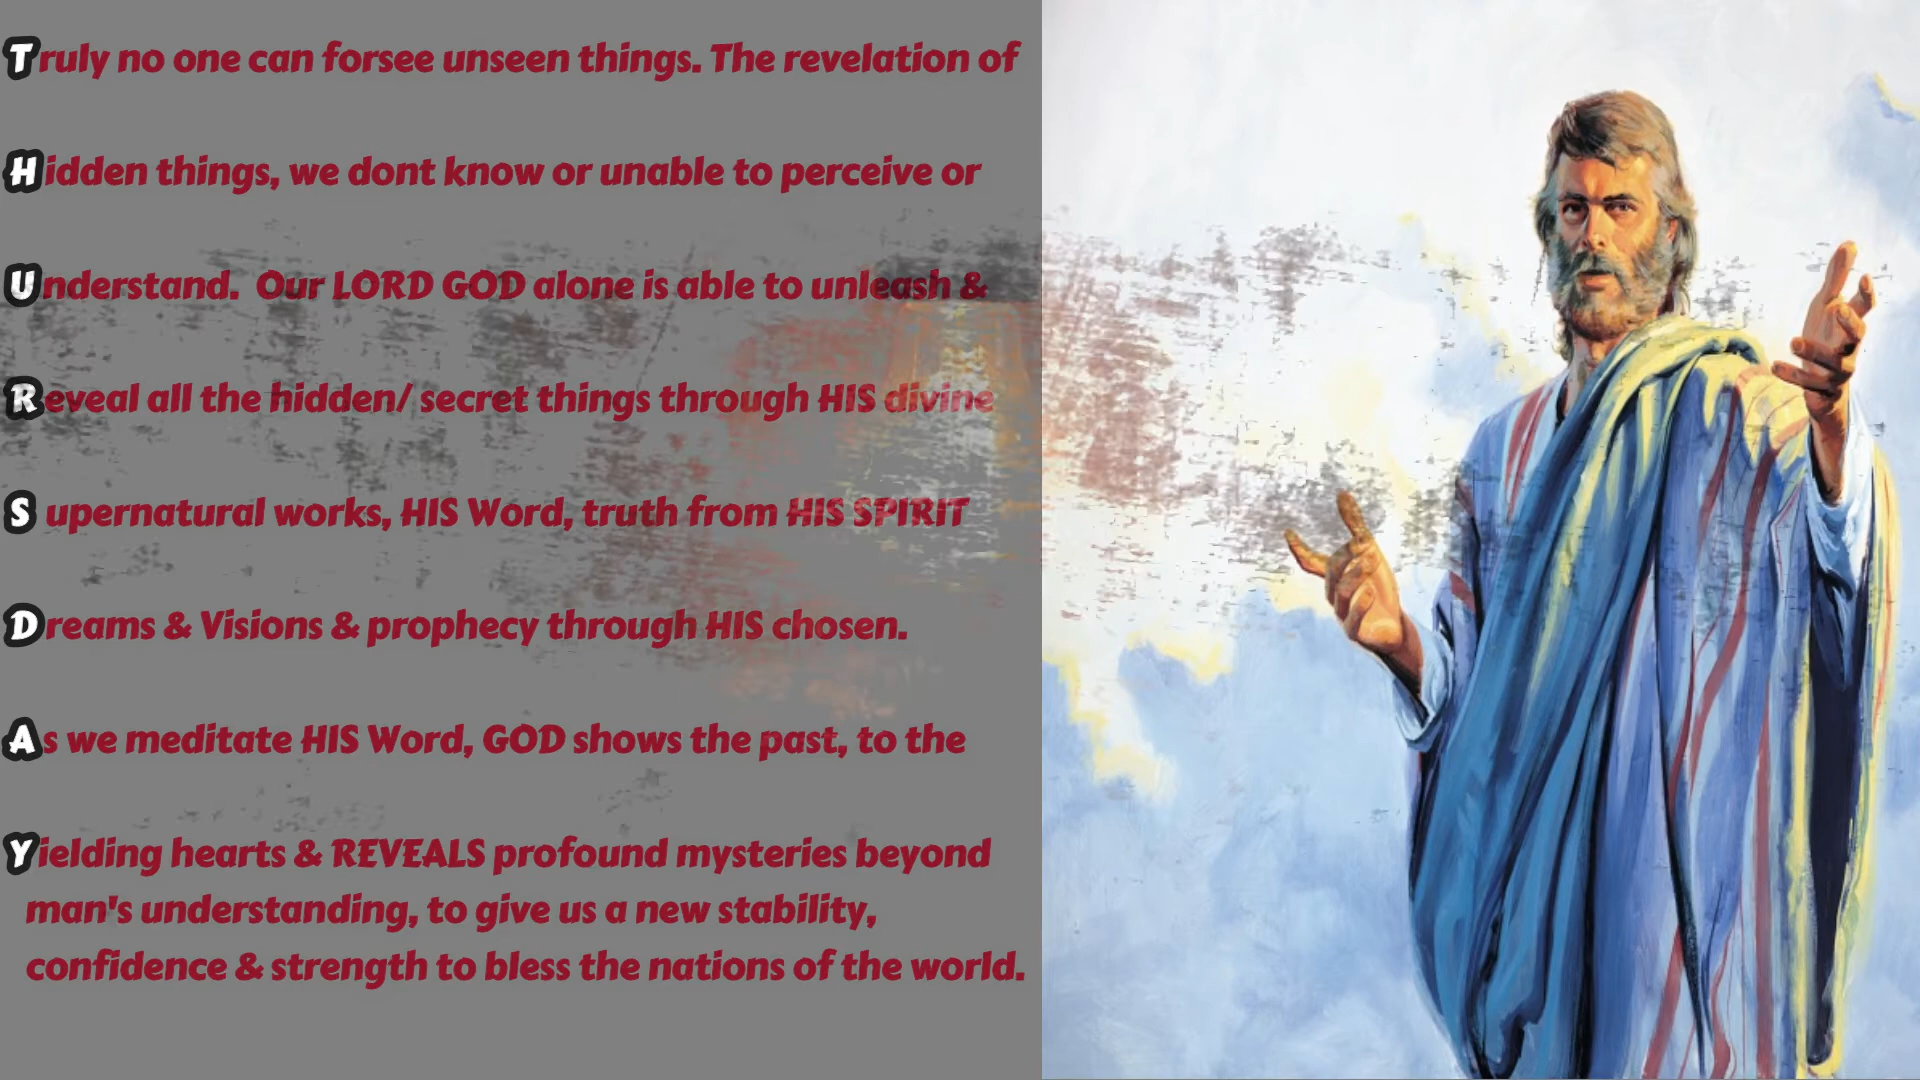 Truly no one can forsee unseen things. The revelation of
Hidden things, we dont know or unable to perceive or
Understand. Our LORD GOD alone is able to unleash &
Reveal all the hidden/ secret things through HIS divine
Supernatural works, HIS Word, truth from HIS SPIRIT
Dreams & Visions & prophecy through HIS chosen.
As we meditate HIS Word, GOD shows the past, to the
Yielding hearts & REVEALS profound mysteries beyond
man's understanding, to give us a new stability,
confidence & strength to bless the nations of the world.